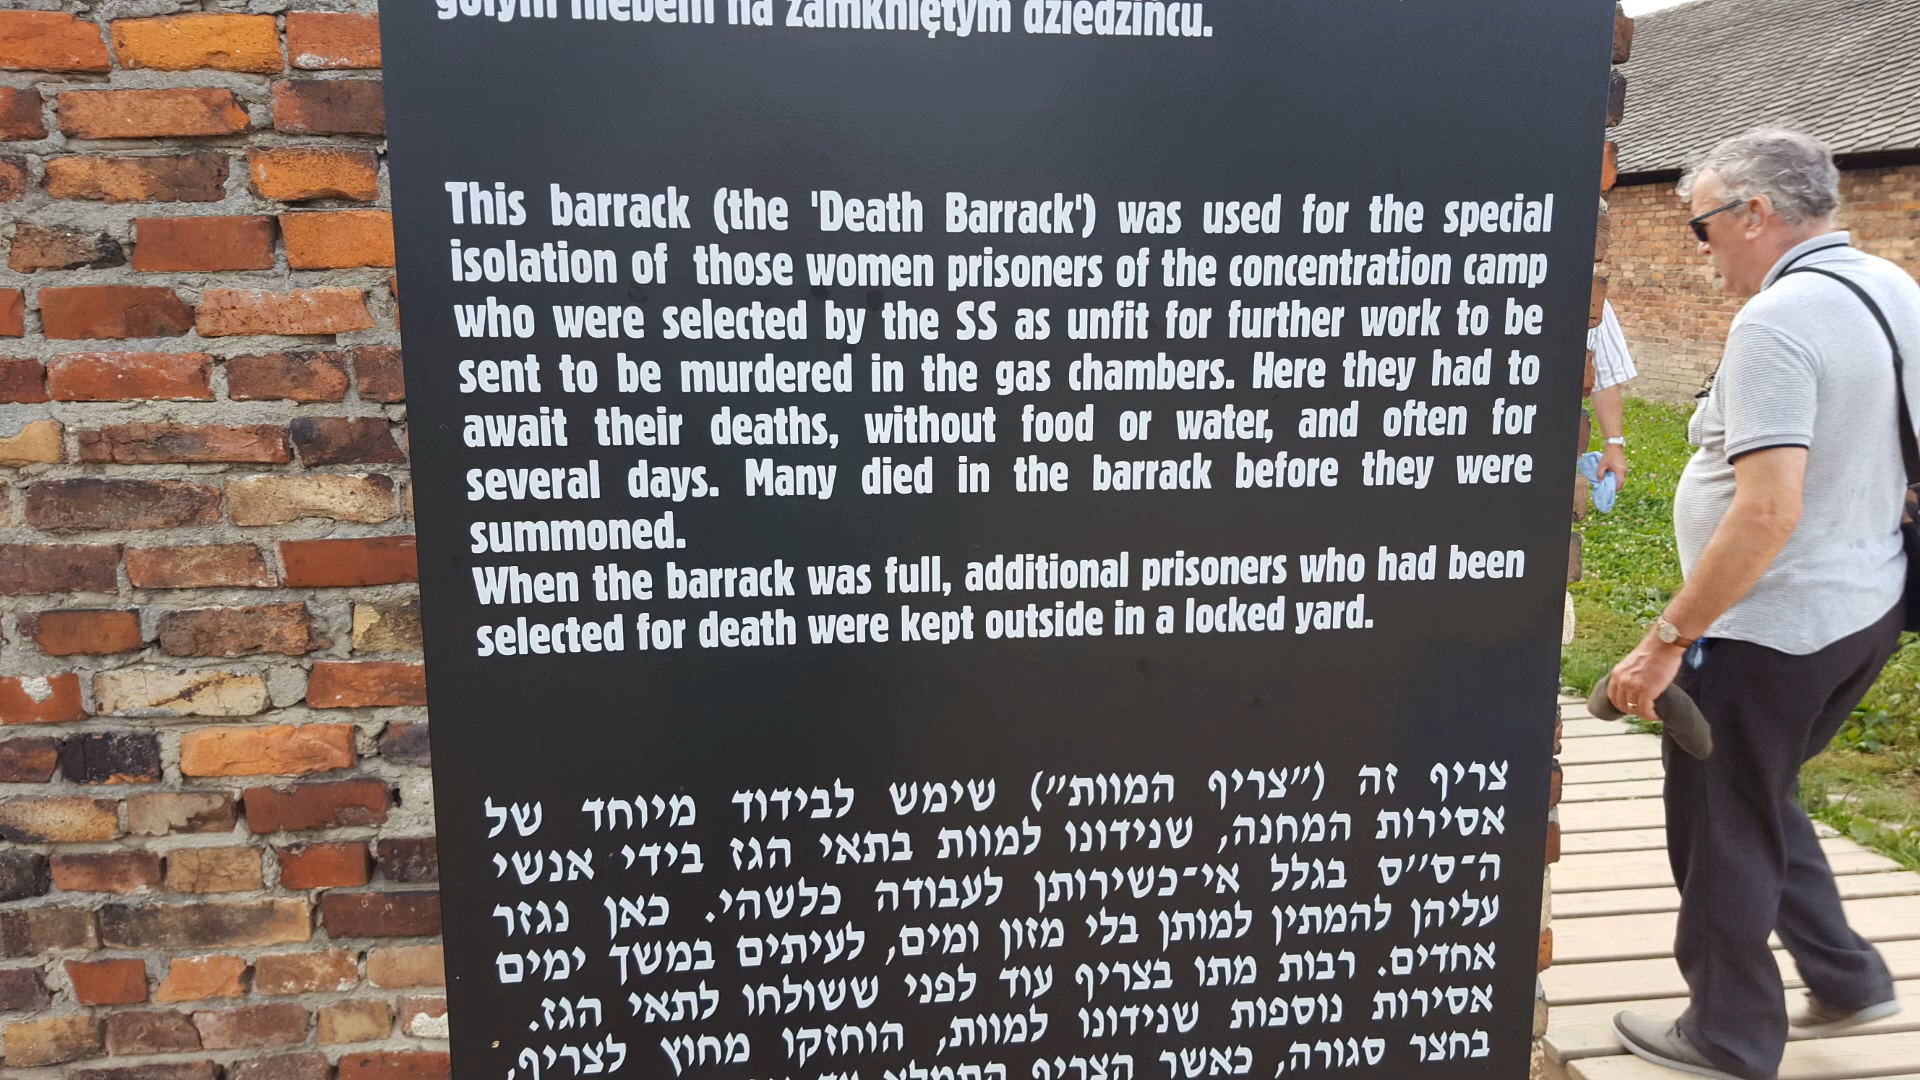 gołym niebem na zamkniętym dziedzińcu.
This barrack (the 'Death Barrack') was used for the special
isolation of those women prisoners of the concentration camp
who were selected by the SS as unfit for further work to be
sent to be murdered in the gas chambers. Here they had to
await their deaths, without food or water, and often for
several days. Many died in the barrack before they were
summoned.
When the barrack was full, additional prisoners who had been
selected for death were kept outside in a locked yard.
צריף זה (״צריף המוות״) שימש לבידוד מיוחד של
אסירות המחנה, שנידונו למוות בתאי הגז בידי אנשי
ה־ס״ס בגלל אי־כשירותן לעבודה כלשהי. כאן נגזר
עליהן להמתין למותן בלי מזון ומים, לעיתים במשך ימים
אחדים. רבות מתו בצריף עוד לפני ששולחו לתאי הגז.
אסירות נוספות שנידונו למוות, הוחזקו מחוץ לצריף,
בחצר סגורה, כאשר הצריף התמלא